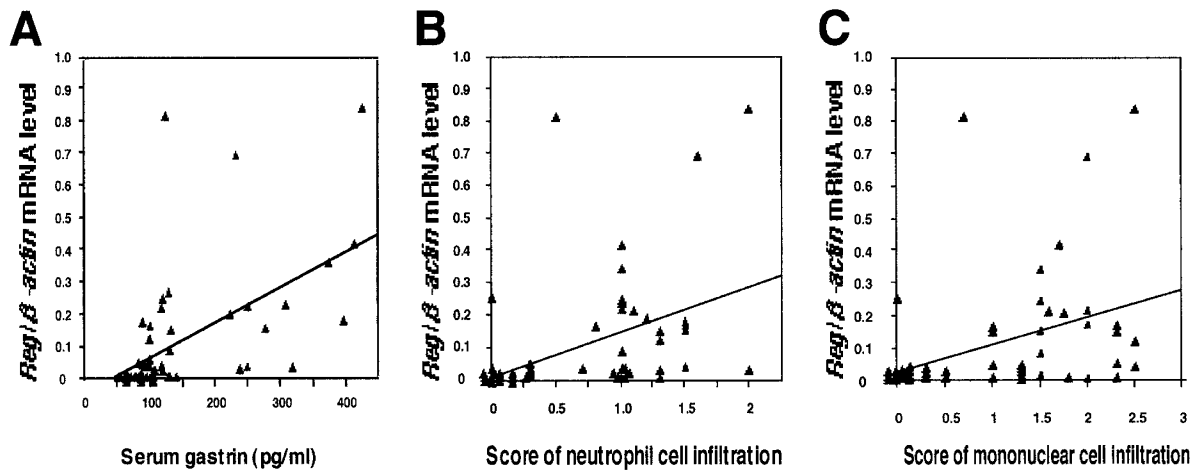 A
B
C
Reg I/β-actin mRNA level
1.0
0.9
0.8
0.7
0.6
0.5
0.4
0.3
0.2
0.1
0
0 100 200 300 400
Serum gastrin (pg/ml)
Reg I/β-actin mRNA level
1.0
0.9
0.8
0.7
0.6
0.5
0.4
0.3
0.2
0.1
0
0 0.5 1.0 1.5 2
Score of neutrophil cell infiltration
Reg I/β-actin mRNA level
1.0
0.9
0.8
0.7
0.6
0.5
0.4
0.3
0.2
0.1
0
0 0.5 1 1.5 2 2.5 3
Score of mononuclear cell infiltration